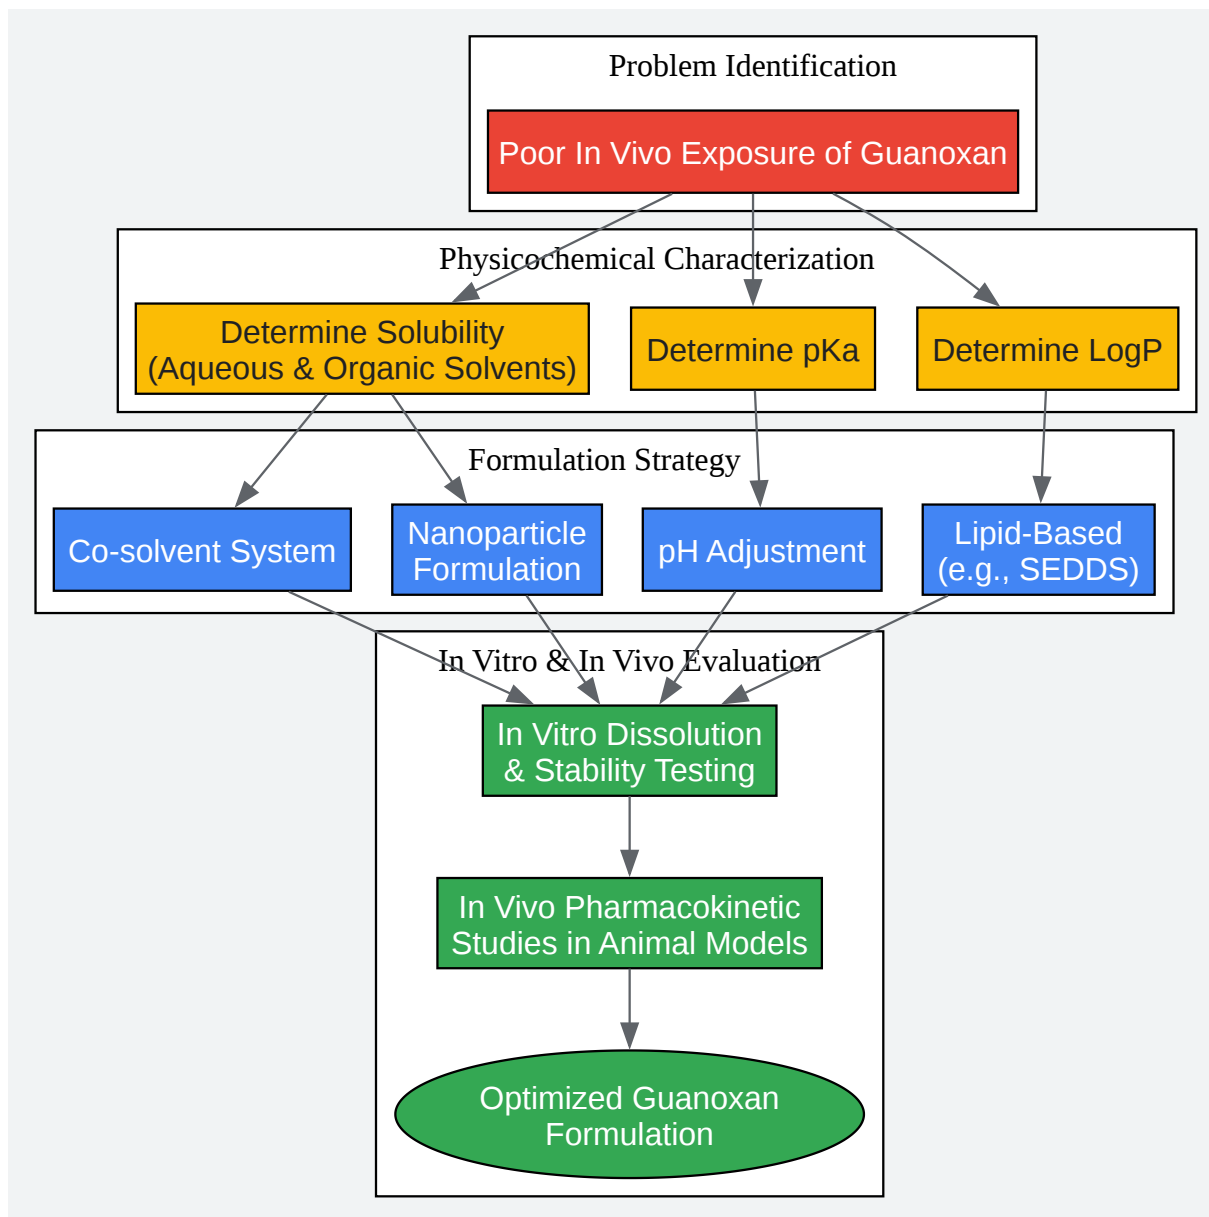 Problem Identification
Poor In Vivo Exposure of Guanoxan
Physicochemical Characterization
Determine Solubility
(Aqueous & Organic Solvents)
Determine pKa
Determine LogP
Formulation Strategy
Co-solvent System
Nanoparticle
Formulation
pH Adjustment
Lipid-Based
(e.g., SEDDS)
In Vitro & In Vivo Evaluation
In Vitro Dissolution
& Stability Testing
In Vivo Pharmacokinetic
Studies in Animal Models
Optimized Guanoxan
Formulation